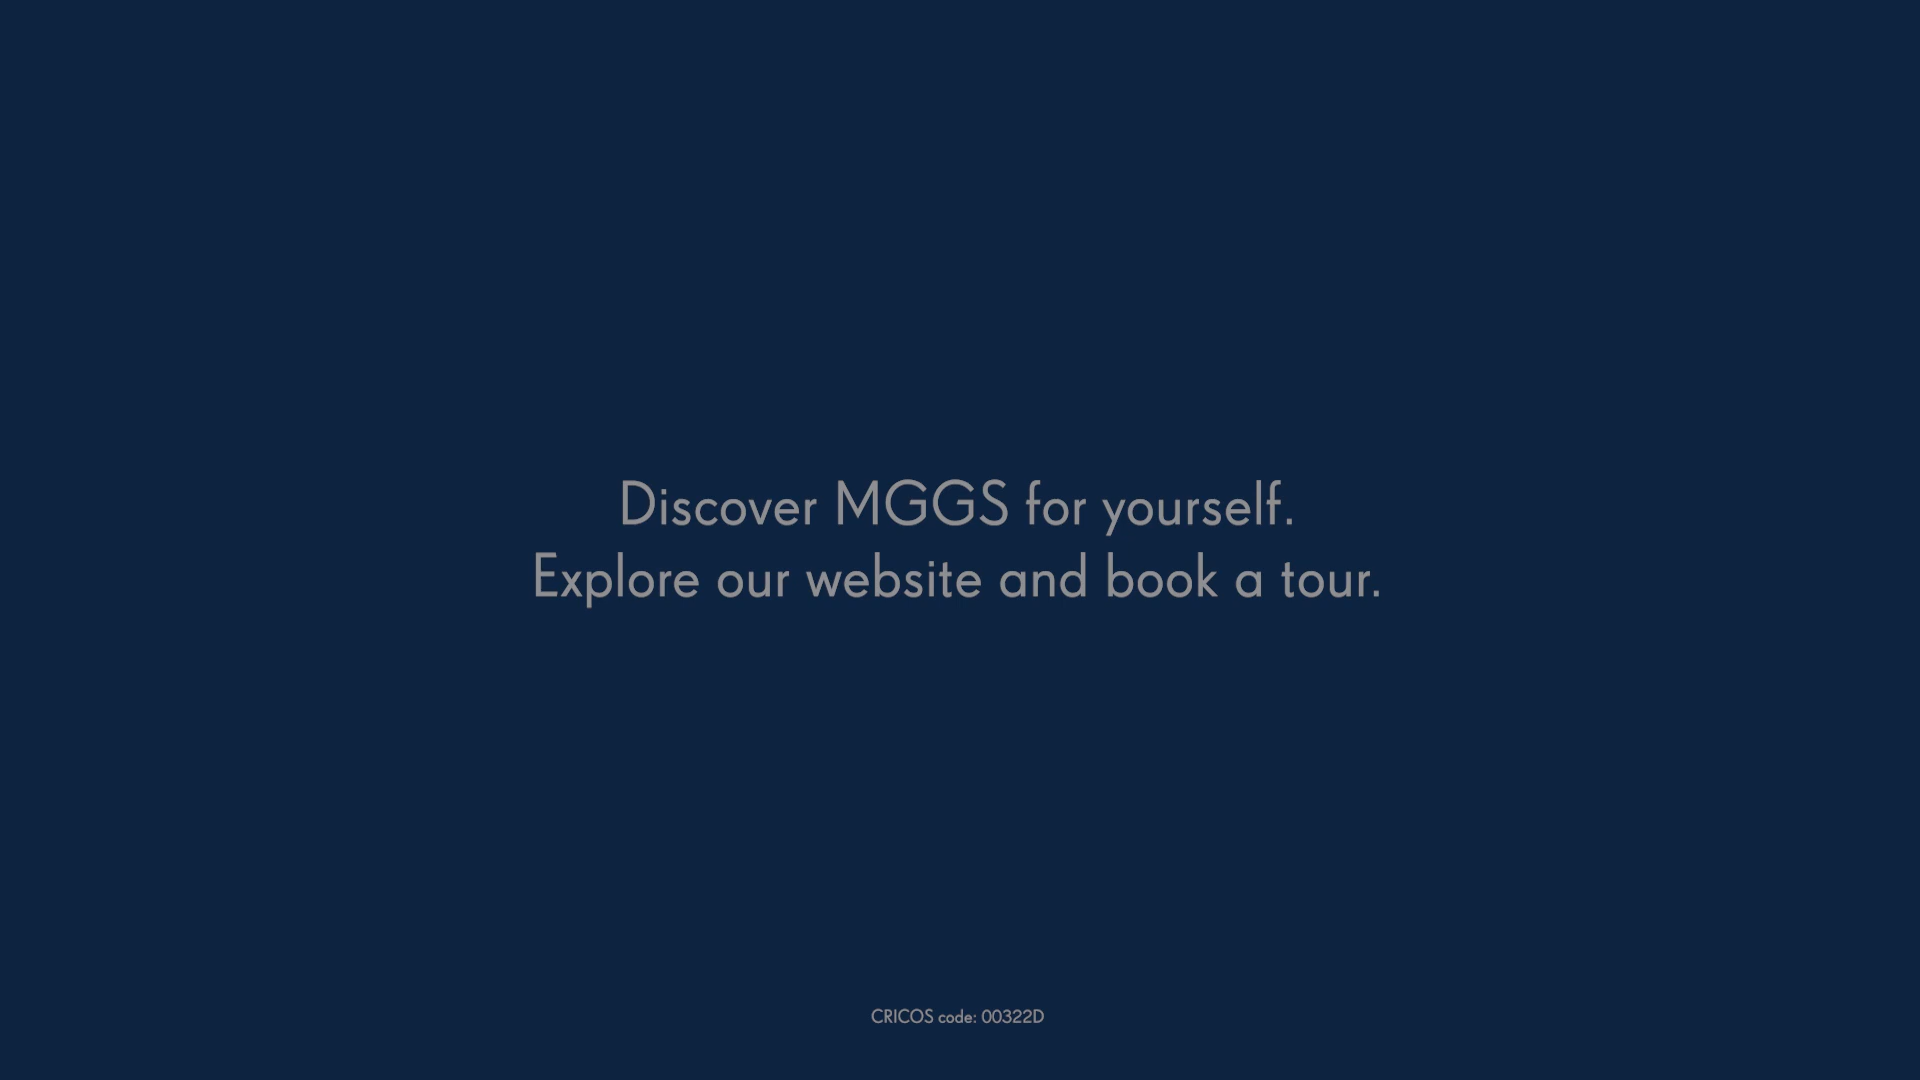 Discover MGGS for yourself.
Explore our website and book a tour.
CRICOS code: 00322D